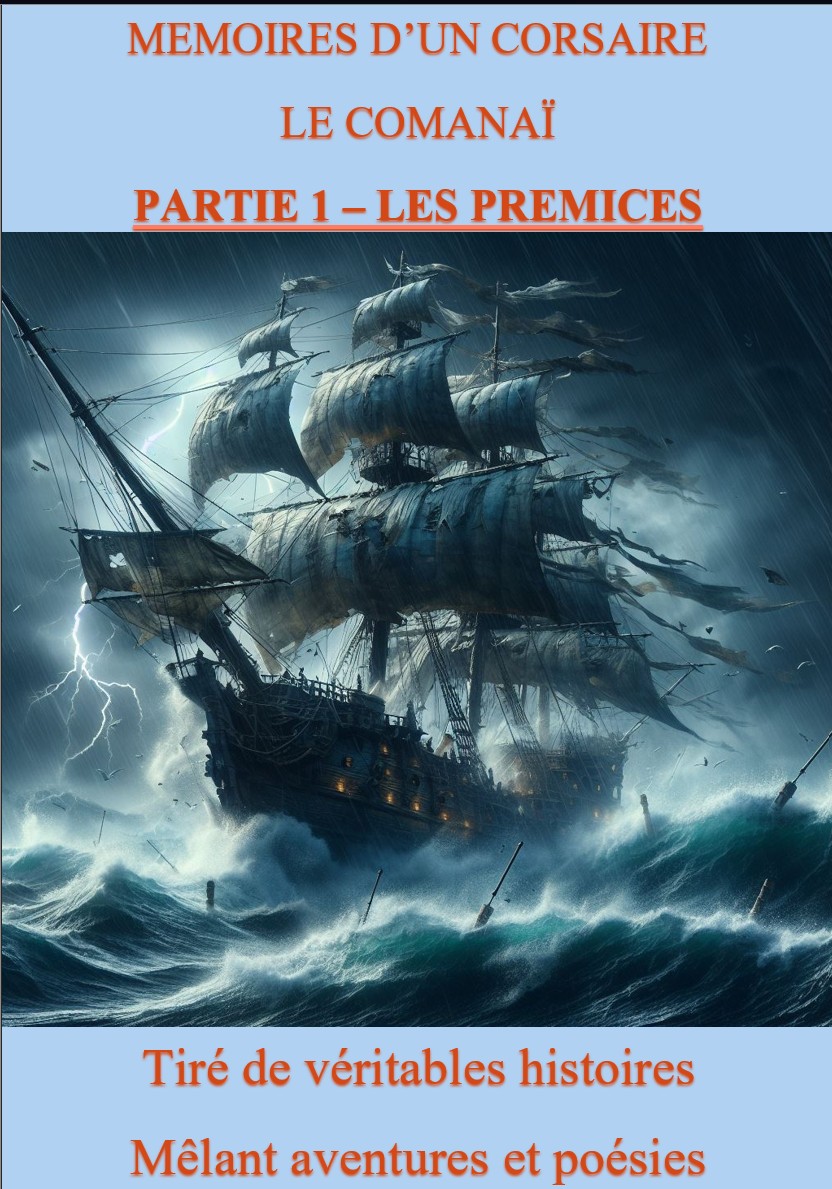 MEMOIRES D’UN CORSAIRE
LE COMANAÏ
PARTIE 1 – LES PREMICES
Tiré de véritables histoires
Mêlant aventures et poésies